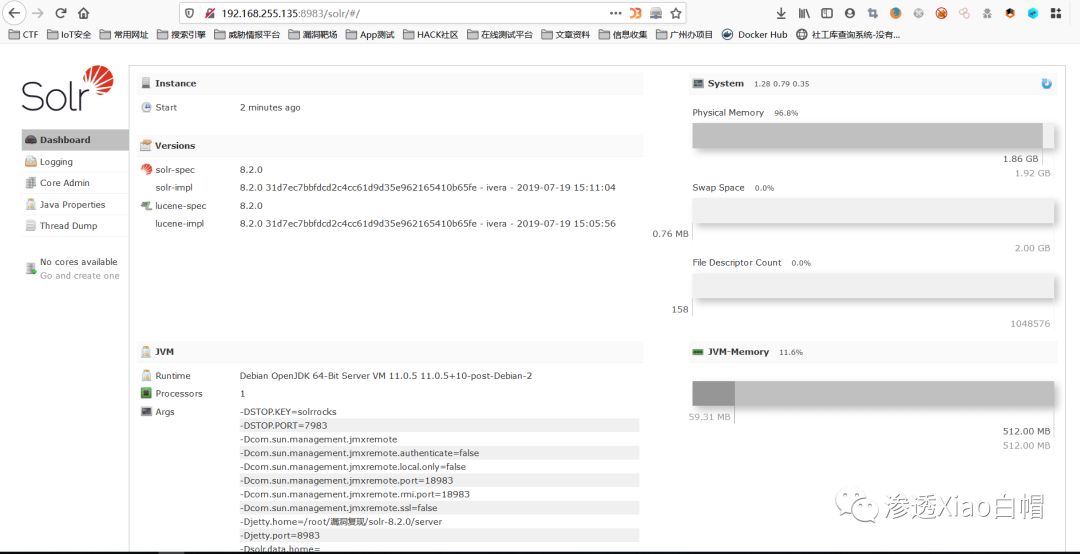 192.168.255.135:8983/solr/#/
CTF IoT安全 常用网址 搜索引擎 威胁情报平台 漏洞靶场 App测试 HACK社区 在线测试平台 文章资料 信息收集 广州办项目 Docker Hub 社工库查询系统-没有...
Solr
Dashboard
Logging
Core Admin
Java Properties
Thread Dump
No cores available
Go and create one
Instance
Start 2 minutes ago
Versions
solr-spec 8.2.0
solr-impl 8.2.0 31d7ec7bbfdcd2c4cc61d9d35e962165410b65fe - ivera - 2019-07-19 15:11:04
lucene-spec 8.2.0
lucene-impl 8.2.0 31d7ec7bbfdcd2c4cc61d9d35e962165410b65fe - ivera - 2019-07-19 15:05:56
JVM
Runtime Debian OpenJDK 64-Bit Server VM 11.0.5 11.0.5+10-post-Debian-2
Processors 1
Args -DSTOP.KEY=solrrocks
-DSTOP.PORT=7983
-Dcom.sun.management.jmxremote
-Dcom.sun.management.jmxremote.authenticate=false
-Dcom.sun.management.jmxremote.local.only=false
-Dcom.sun.management.jmxremote.port=18983
-Dcom.sun.management.jmxremote.rmi.port=18983
-Dcom.sun.management.jmxremote.ssl=false
-Djetty.home=/root/漏洞复现/solr-8.2.0/server
-Djetty.port=8983
-Dsolr.data.home=
System 1.28 0.79 0.35
Physical Memory 96.8%
1.86 GB
1.92 GB
Swap Space 0.0%
0.76 MB
2.00 GB
File Descriptor Count 0.0%
158
1048576
JVM-Memory 11.6%
59.31 MB
512.00 MB
512.00 MB
渗透Xiao白帽